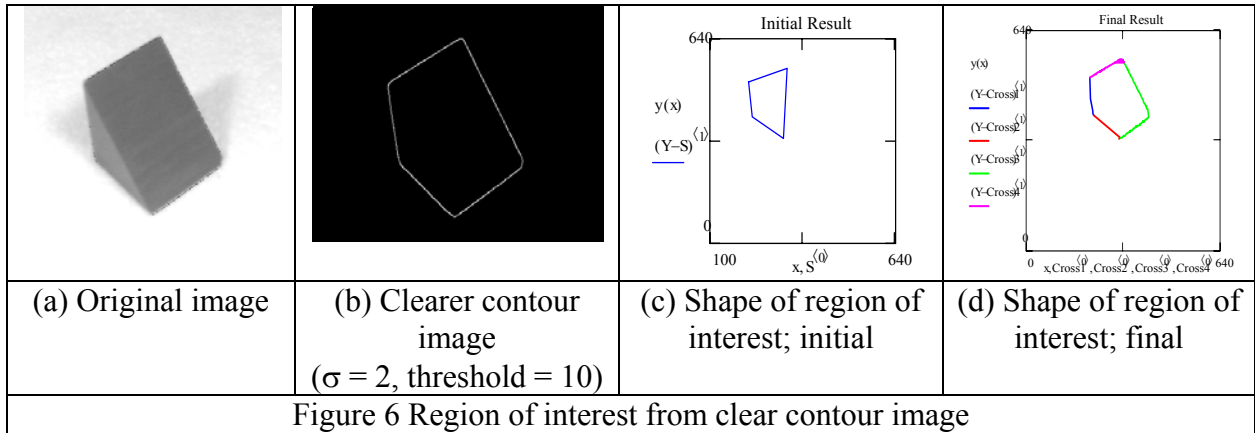 Initial Result
640
y(x)
(Y–S)⟨1⟩
0
100
x, S⟨0⟩
640
Final Result
640
y(x)
(Y–Cross1)⟨1⟩
(Y–Cross2)⟨1⟩
(Y–Cross3)⟨1⟩
(Y–Cross4)⟨1⟩
0
0
x,Cross1⟨0⟩,Cross2⟨0⟩,Cross3⟨0⟩,Cross4⟨0⟩
640
(a) Original image
(b) Clearer contour
image
(σ = 2, threshold = 10)
(c) Shape of region of
interest; initial
(d) Shape of region of
interest; final
Figure 6 Region of interest from clear contour image